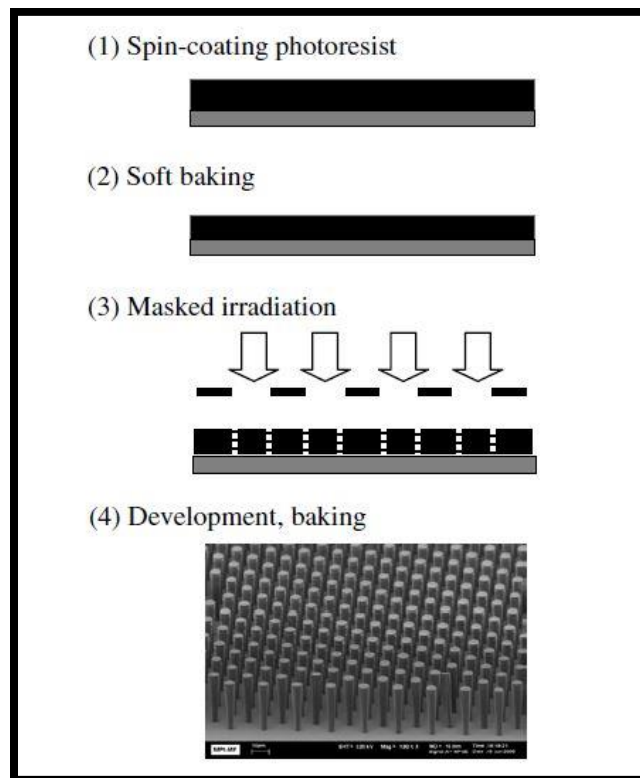 (1) Spin-coating photoresist
(2) Soft baking
(3) Masked irradiation
(4) Development, baking